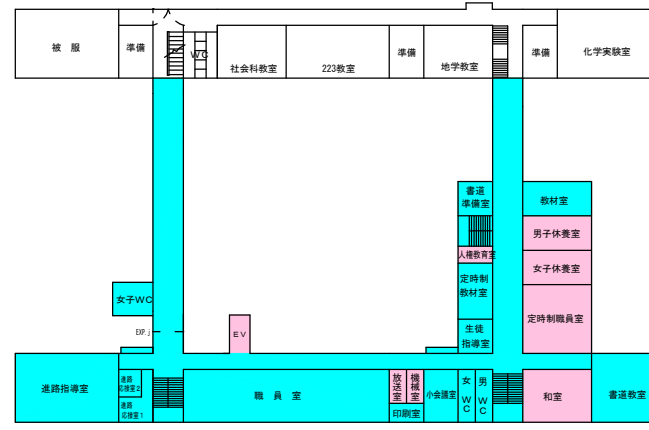 被　服
準備
WC
社会科教室
223教室
準備
地学教室
準備
化学実験室
書道
準備室
教材室
男子休養室
人権教育室
女子休養室
定時制
教材室
女子WC
定時制職員室
EXP.j
EV
生徒
指導室
進路指導室
進路
応接室2
進路
応接室1
職　員　室
放送室
機械室
印刷室
小会議室
女WC
男WC
和室
書道教室